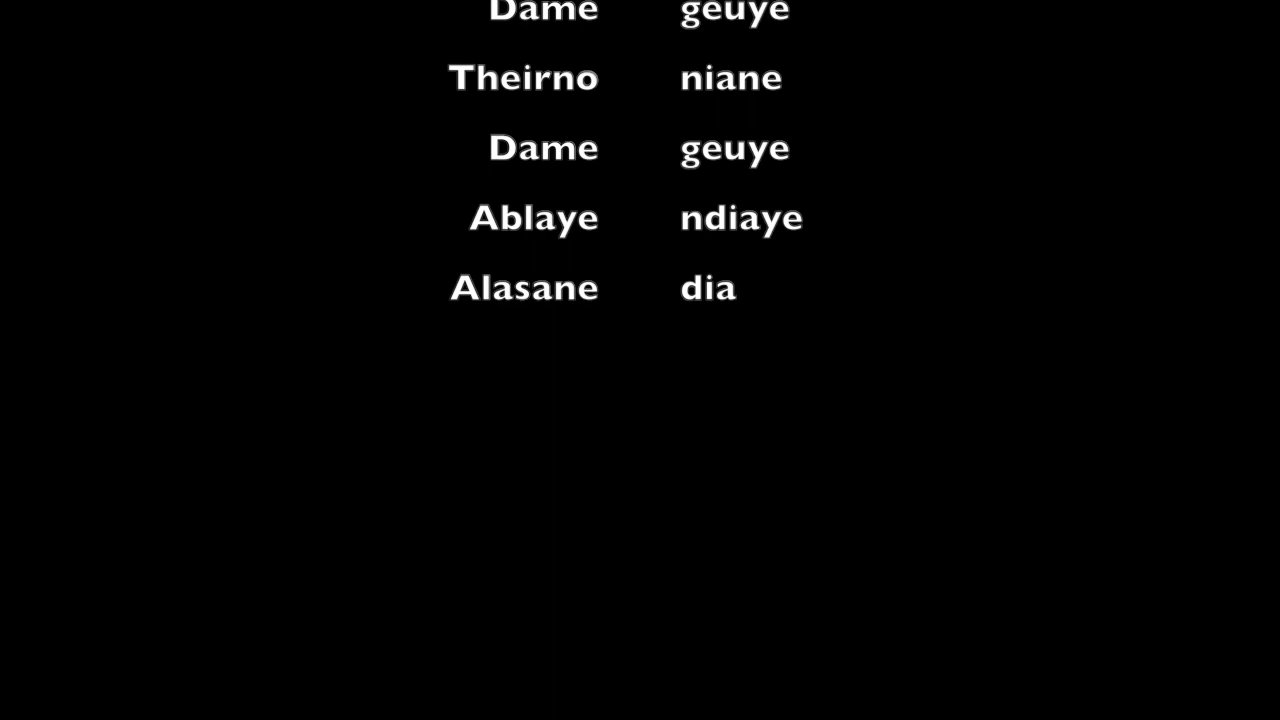 Dame geuye
Theirno niane
Dame geuye
Ablaye ndiaye
Alasane dia